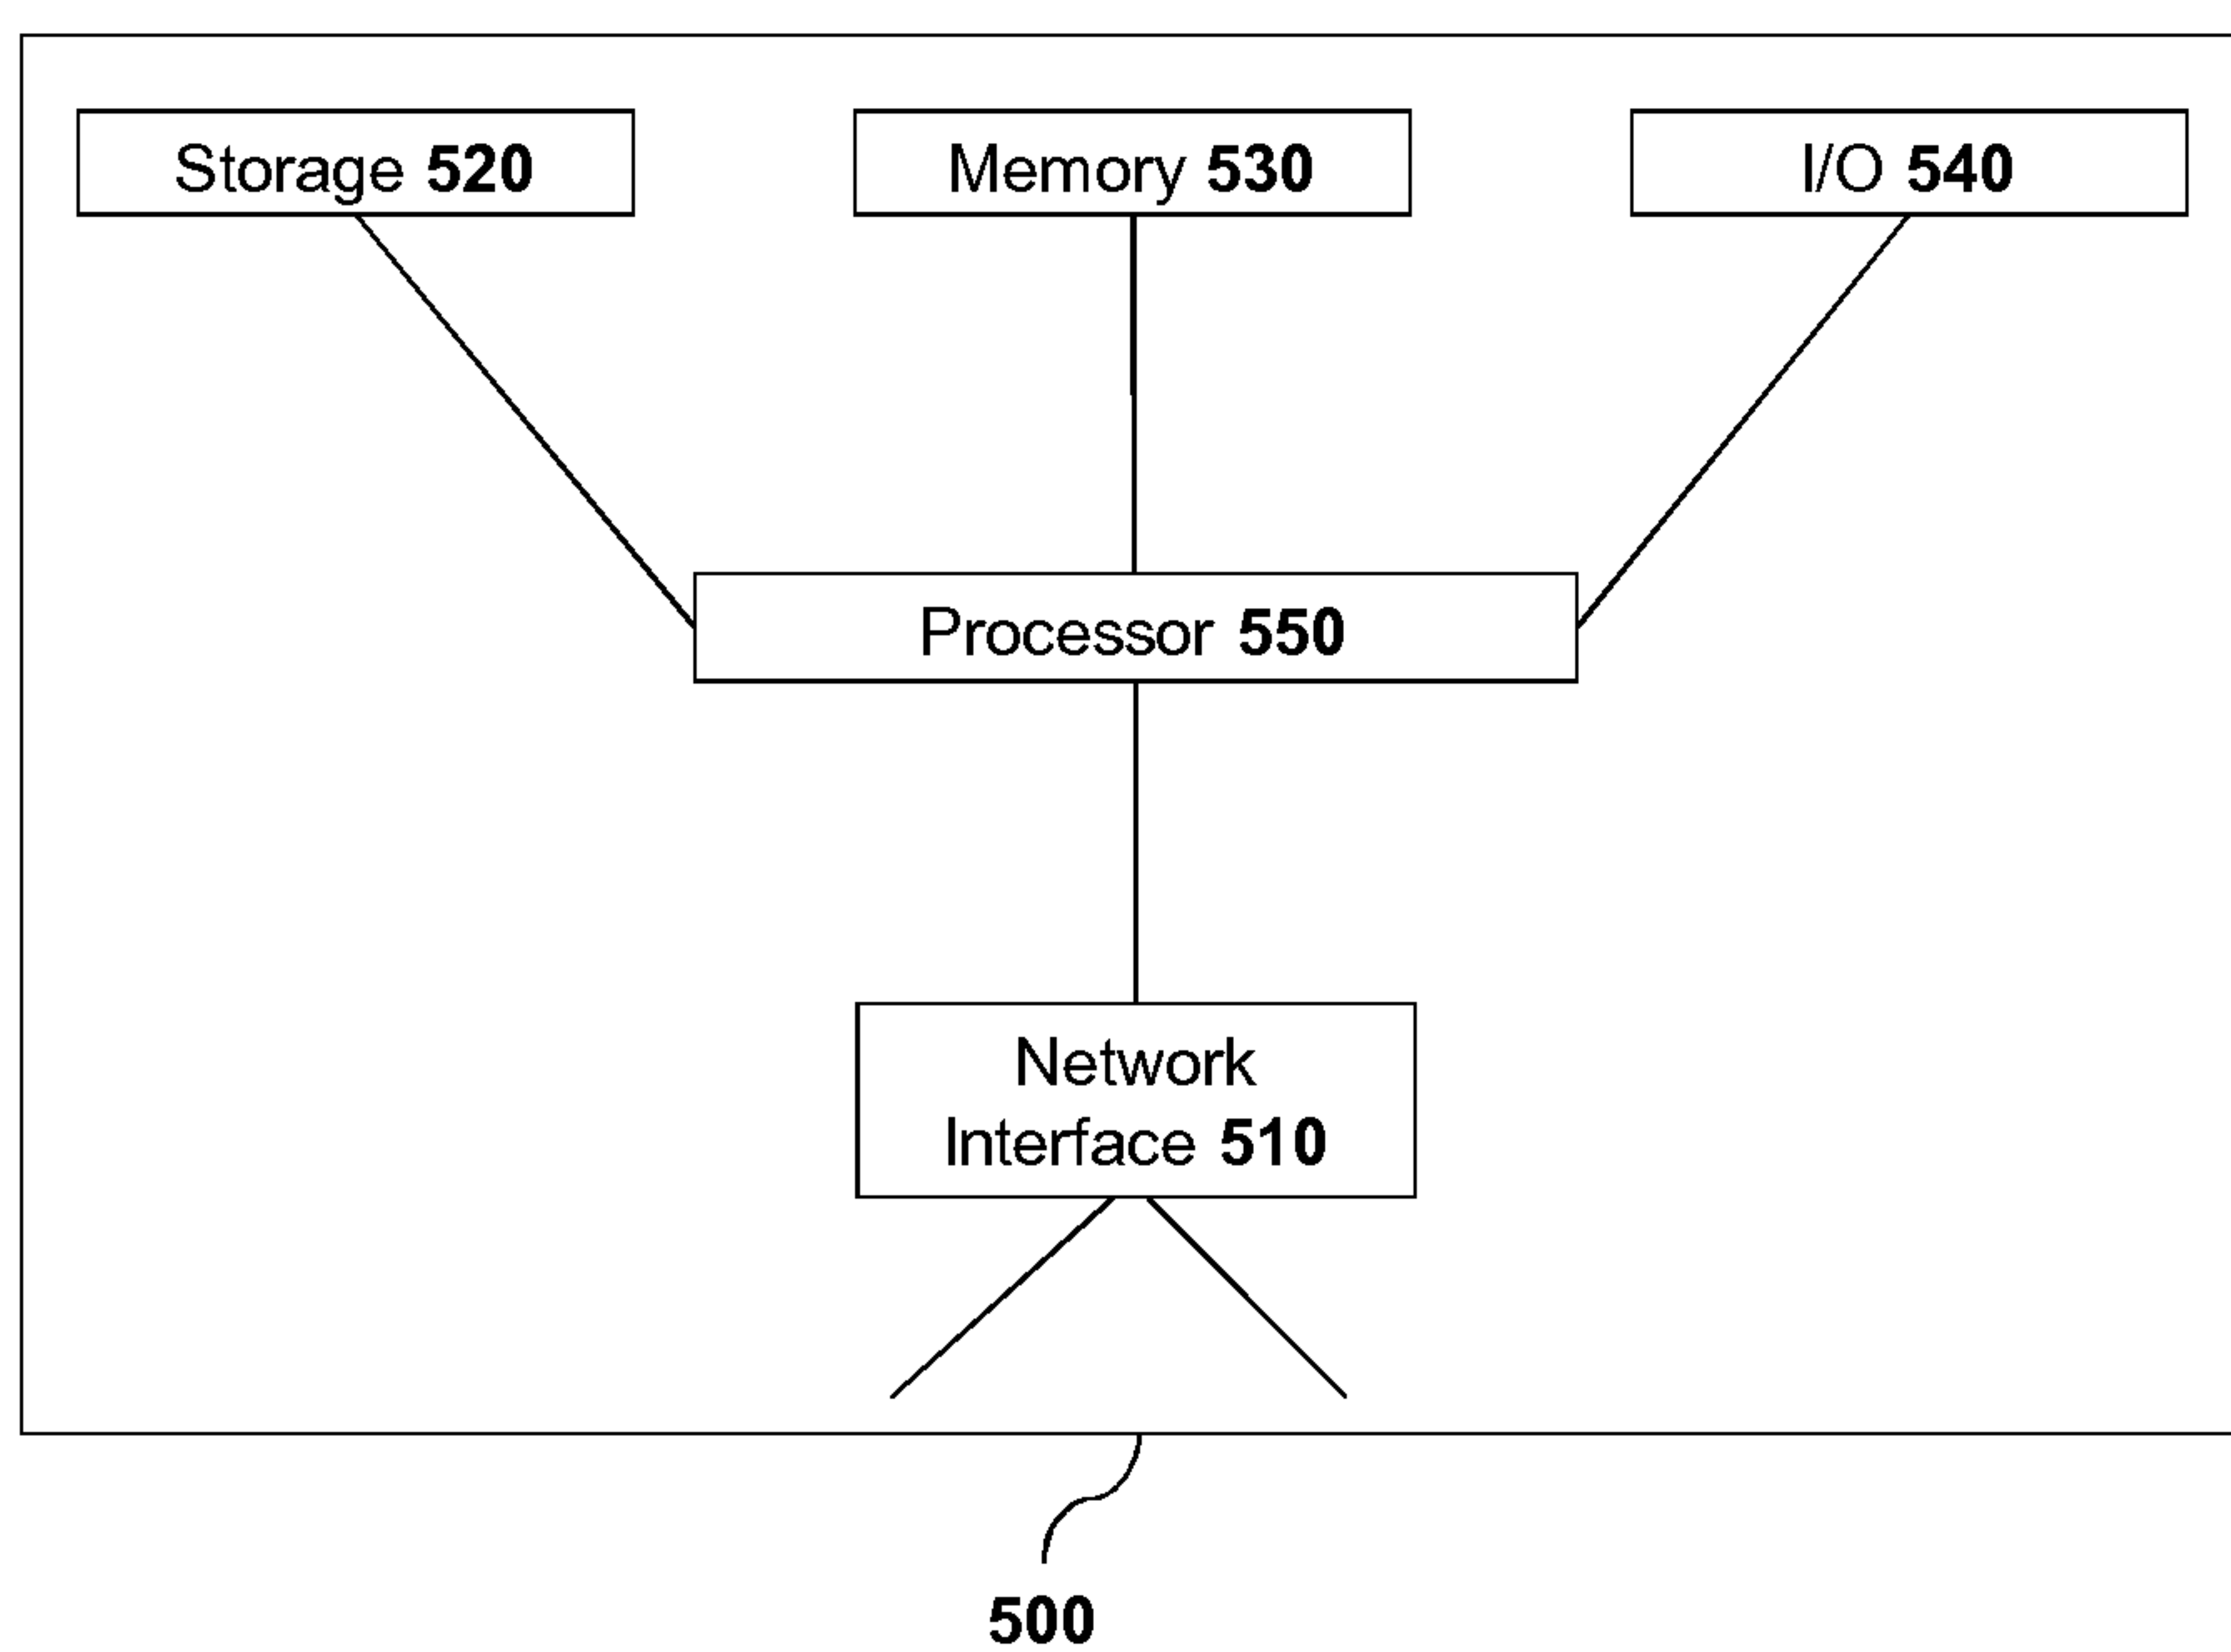 Storage 520
Memory 530
I/O 540
Processor 550
Network
Interface 510
500